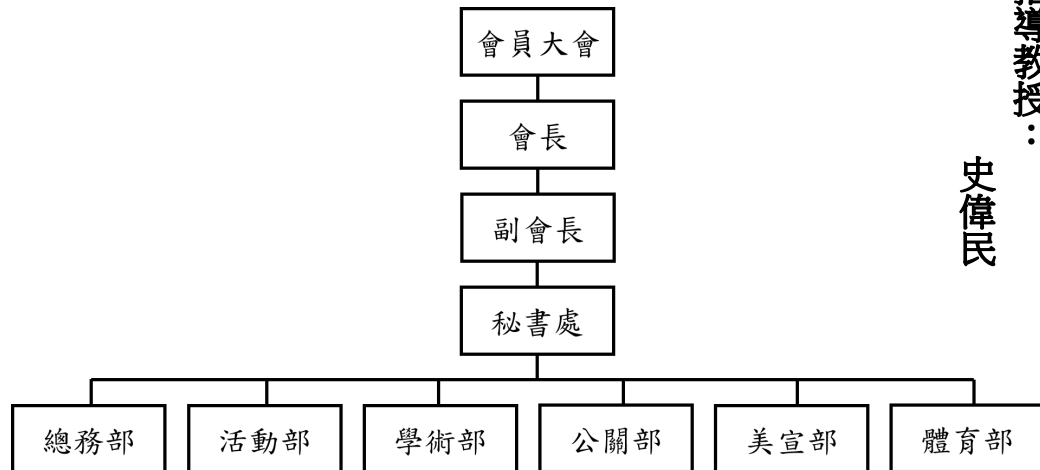 會員大會
會長
副會長
秘書處
總務部
活動部
學術部
公關部
美宣部
體育部
指導教授：
史偉民